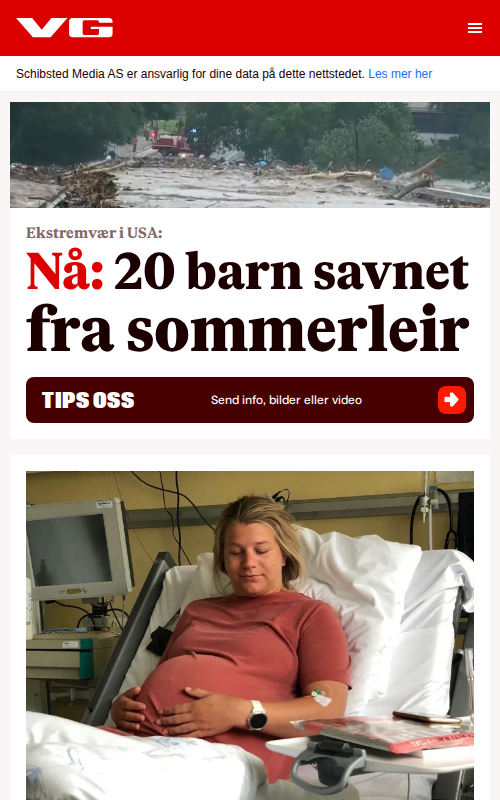 VG
Schibsted Media AS er ansvarlig for dine data på dette nettstedet. Les mer her
Ekstremvær i USA:
Nå: 20 barn savnet
fra sommerleir
TIPS OSS Send info, bilder eller video